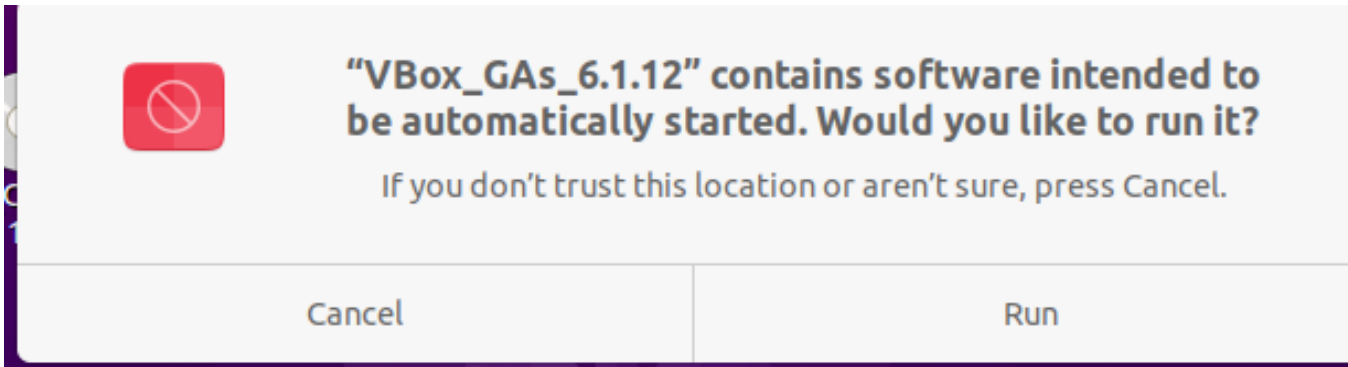 “VBox_GAs_6.1.12” contains software intended to
be automatically started. Would you like to run it?
If you don’t trust this location or aren’t sure, press Cancel.
Cancel
Run